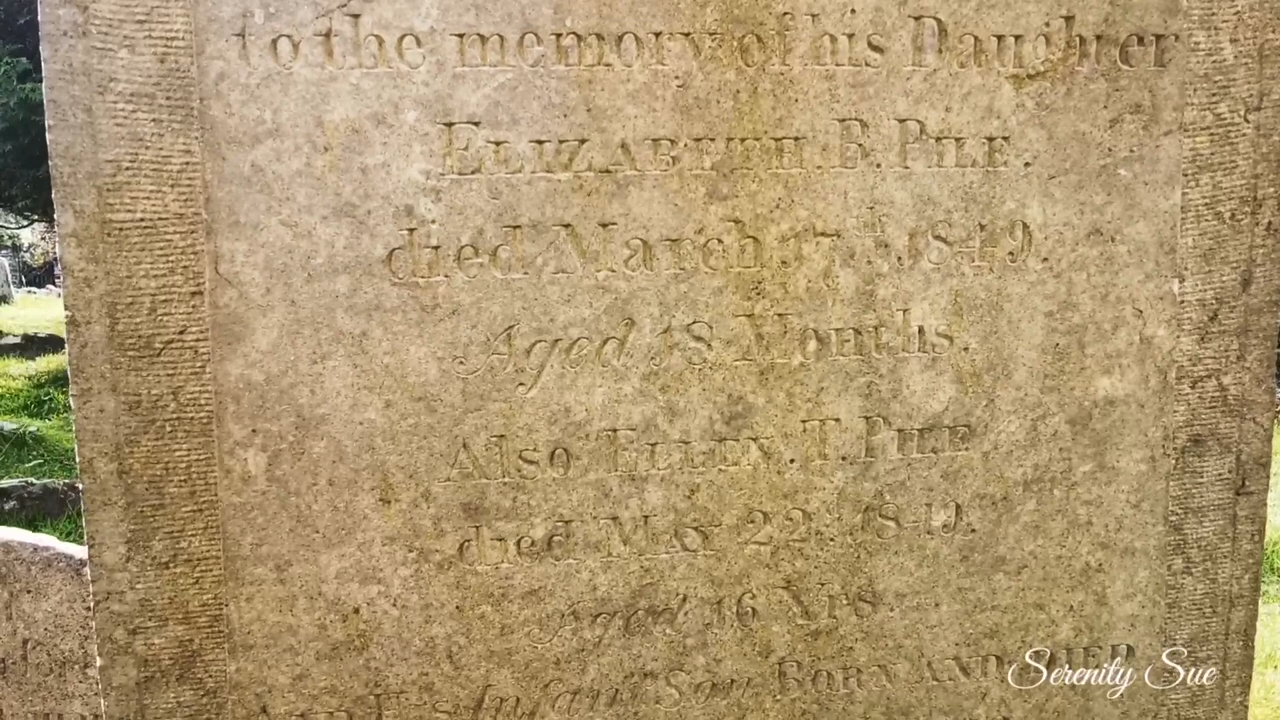 to the memory of his Daughter
ELIZABETH B. PILE
died March 17th 1849.
Aged 18 Months.
Also ELLEN. T. PILE
died May 22d 1849.
Aged 16 Yrs
Infant Son BORN AND DIED
Serenity Sue